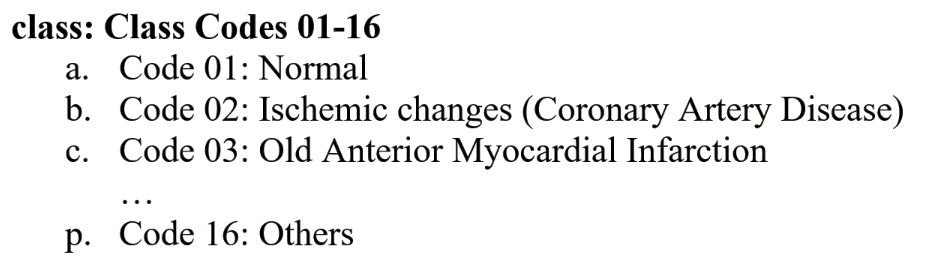 class: Class Codes 01-16
a. Code 01: Normal
b. Code 02: Ischemic changes (Coronary Artery Disease)
c. Code 03: Old Anterior Myocardial Infarction
…
p. Code 16: Others